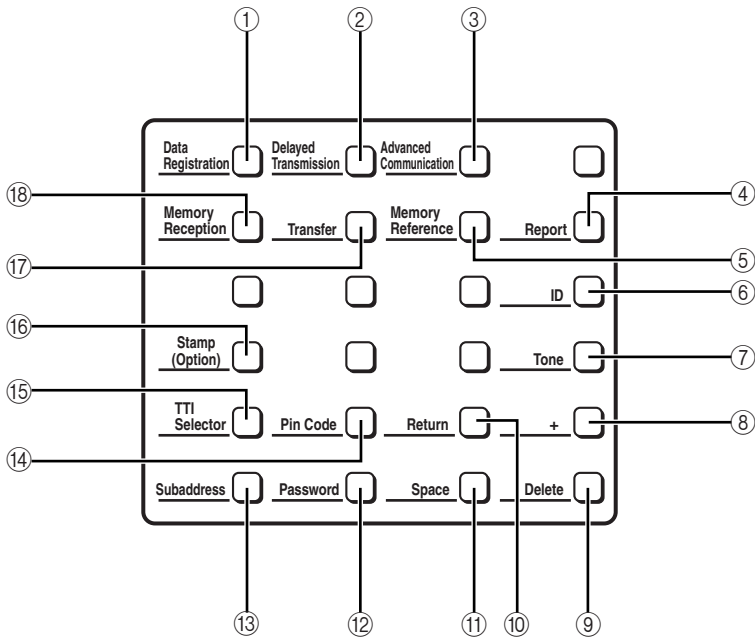 ① ② ③
Data Delayed Advanced
Registration Transmission Communication
⑱ ④
Memory Memory
Reception Transfer Reference Report
⑰ ⑤
ID ⑥
⑯
Stamp
(Option) Tone ⑦
⑮
TTI
Selector Pin Code Return + ⑧
⑭
Subaddress Password Space Delete
⑬ ⑫ ⑪ ⑩ ⑨